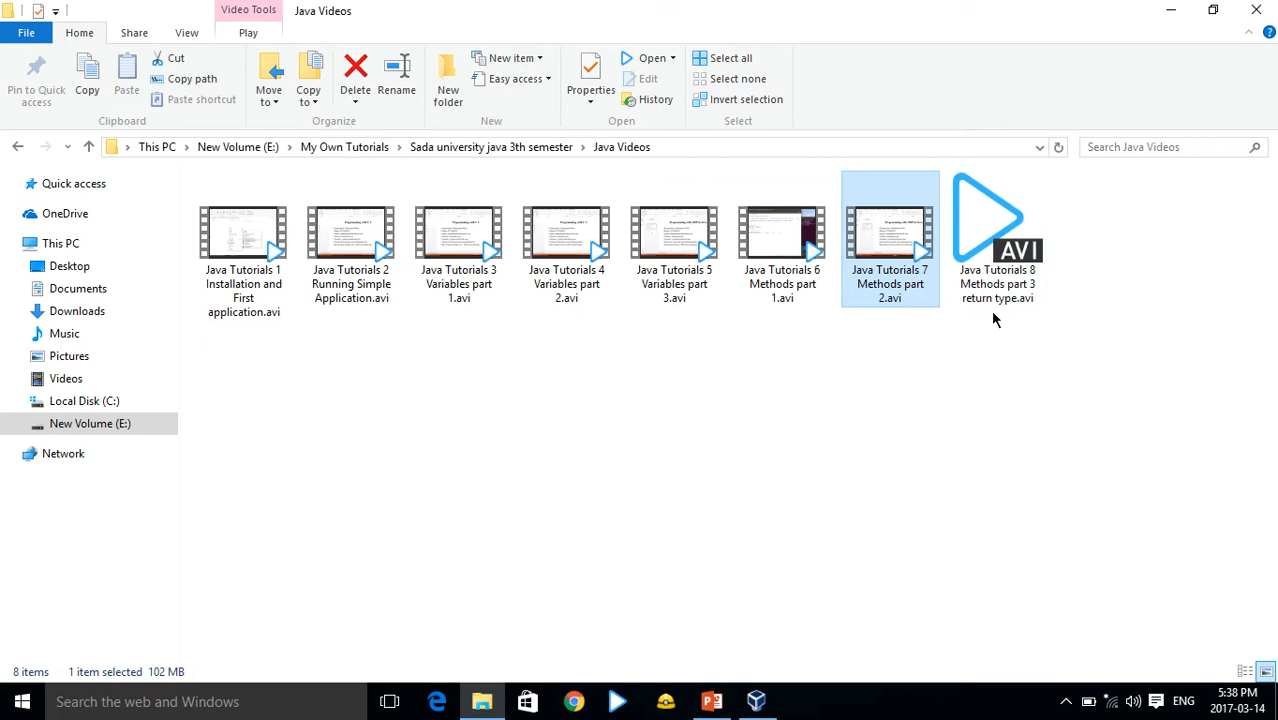 Video Tools
Java Videos
File
Home
Share
View
Play
Pin to Quick
access
Copy
Paste
Cut
Copy path
Paste shortcut
Clipboard
Move
to
Copy
to
Delete
Rename
Organize
New
folder
New item
Easy access
New
Properties
Open
Edit
History
Open
Select all
Select none
Invert selection
Select
This PC
New Volume (E:)
My Own Tutorials
Sada university java 3th semester
Java Videos
Search Java Videos
Quick access
OneDrive
This PC
Desktop
Documents
Downloads
Music
Pictures
Videos
Local Disk (C:)
New Volume (E:)
Network
Java Tutorials 1
Installation and
First
application.avi
Java Tutorials 2
Running Simple
Application.avi
Java Tutorials 3
Variables part
1.avi
Java Tutorials 4
Variables part
2.avi
Java Tutorials 5
Variables part
3.avi
Java Tutorials 6
Methods part
1.avi
Java Tutorials 7
Methods part
2.avi
AVI
Java Tutorials 8
Methods part 3
return type.avi
8 items
1 item selected 102 MB
Search the web and Windows
ENG
5:38 PM
2017-03-14